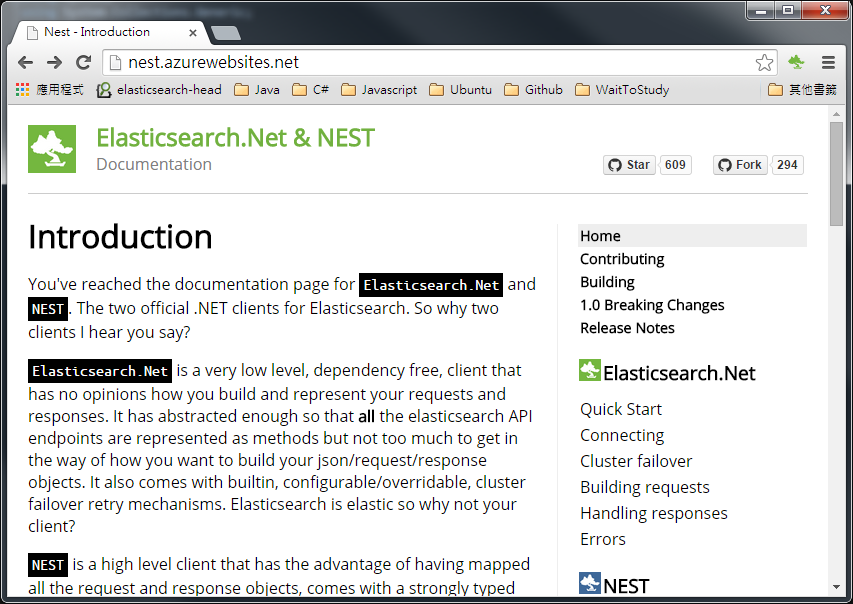 Nest - Introduction
nest.azurewebsites.net
應用程式 elasticsearch-head Java C# Javascript Ubuntu Github WaitToStudy 其他書籤
Elasticsearch.Net & NEST
Documentation
Star 609 Fork 294
Introduction
You've reached the documentation page for Elasticsearch.Net and
NEST. The two official .NET clients for Elasticsearch. So why two
clients I hear you say?
Elasticsearch.Net is a very low level, dependency free, client that
has no opinions how you build and represent your requests and
responses. It has abstracted enough so that all the elasticsearch API
endpoints are represented as methods but not too much to get in
the way of how you want to build your json/request/response
objects. It also comes with builtin, configurable/overridable, cluster
failover retry mechanisms. Elasticsearch is elastic so why not your
client?
NEST is a high level client that has the advantage of having mapped
all the request and response objects, comes with a strongly typed
Home
Contributing
Building
1.0 Breaking Changes
Release Notes
Elasticsearch.Net
Quick Start
Connecting
Cluster failover
Building requests
Handling responses
Errors
NEST